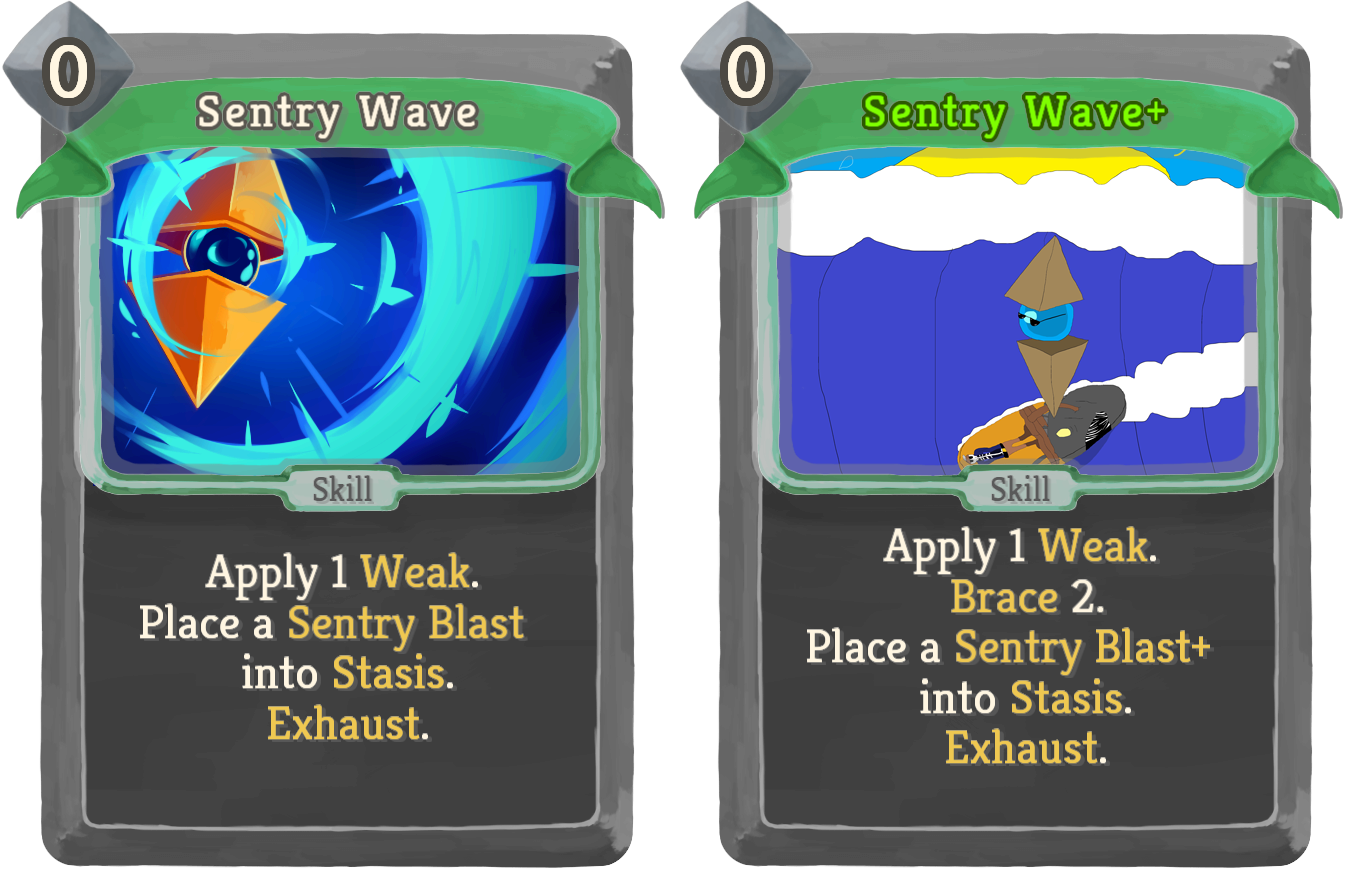 0
Sentry Wave
Skill
Apply 1 Weak.
Place a Sentry Blast
into Stasis.
Exhaust.
0
Sentry Wave+
Skill
Apply 1 Weak.
Brace 2.
Place a Sentry Blast+
into Stasis.
Exhaust.